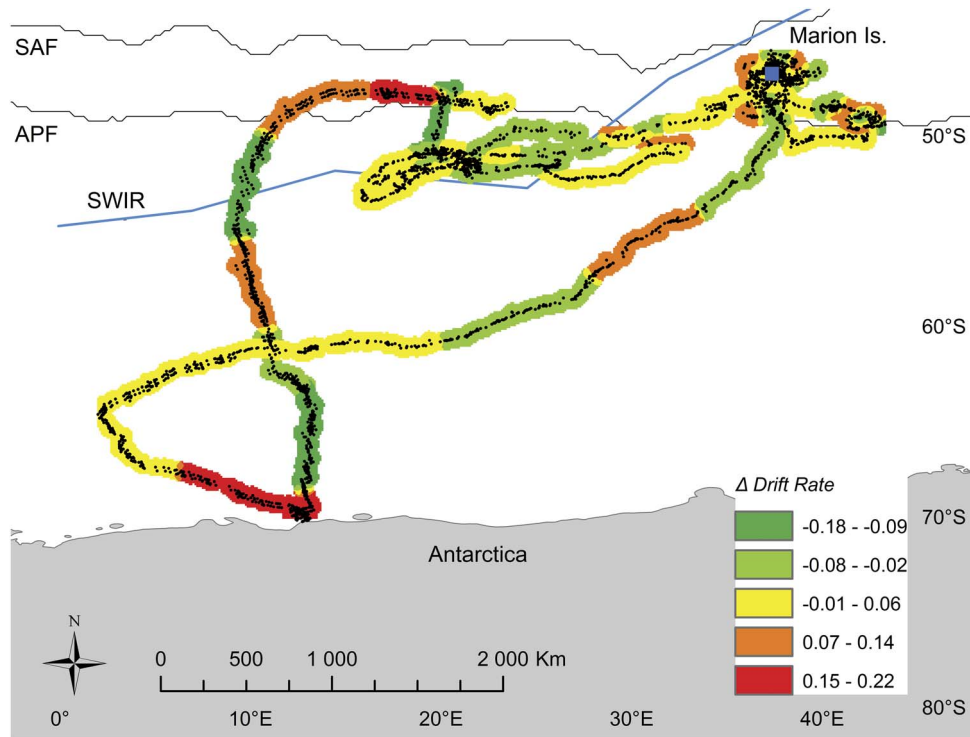 SAF
Marion Is.
APF
50°S
SWIR
60°S
Δ Drift Rate
-0.18 - -0.09
70°S
-0.08 - -0.02
Antarctica
-0.01 - 0.06
N
0.07 - 0.14
0 500 1 000 2 000 Km
0.15 - 0.22
0° 10°E 20°E 30°E 40°E 80°S